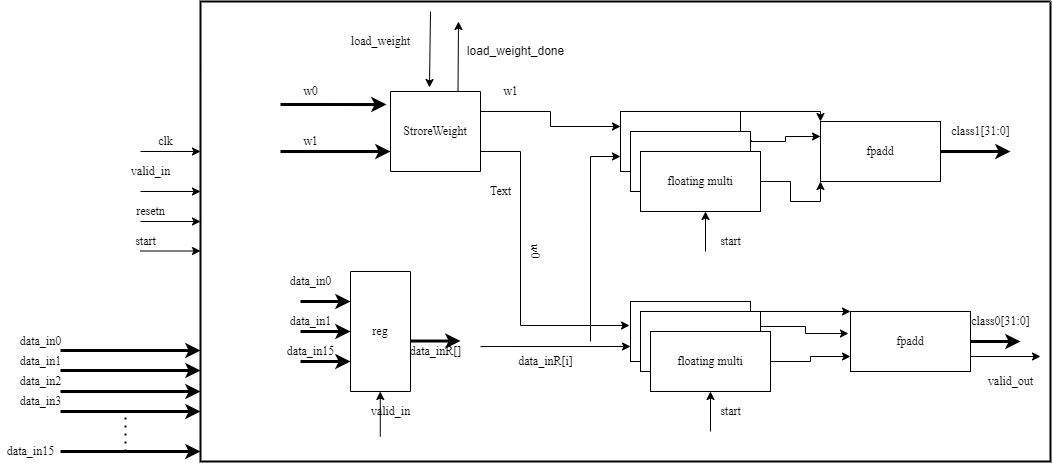 load_weight
load_weight_done
w0
w1
StroreWeight
w1
clk
valid_in
resetn
start
Text
w0
floating multi
start
fpadd
class1[31:0]
data_in0
data_in1
data_in15
reg
data_inR[]
valid_in
data_inR[i]
floating multi
start
fpadd
class0[31:0]
valid_out
data_in0
data_in1
data_in2
data_in3
data_in15